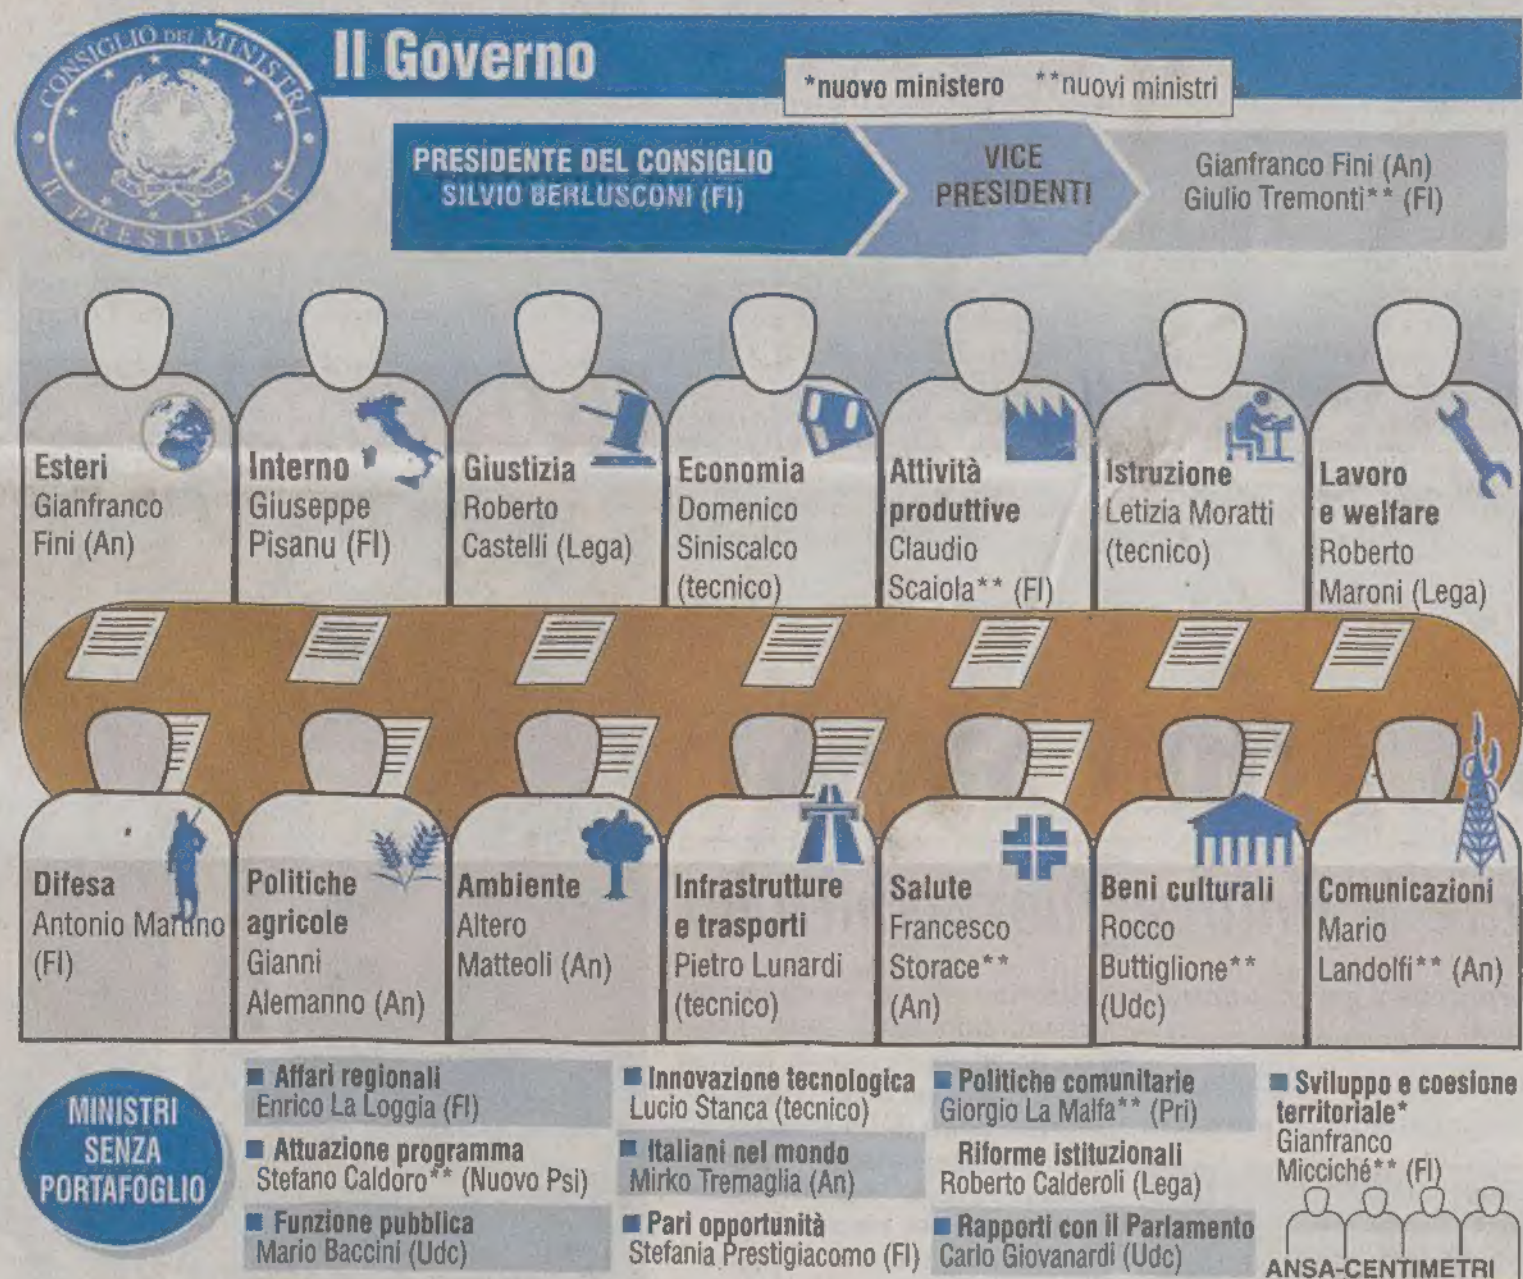 CONSIGLIO DEI MINISTRI
IL PRESIDENTE
Il Governo
*nuovo ministero **nuovi ministri
PRESIDENTE DEL CONSIGLIO
SILVIO BERLUSCONI (FI)
VICE
PRESIDENTI
Gianfranco Fini (An)
Giulio Tremonti** (FI)
Esteri
Gianfranco
Fini (An)
Interno
Giuseppe
Pisanu (FI)
Giustizia
Roberto
Castelli (Lega)
Economia
Domenico
Siniscalco
(tecnico)
Attività
produttive
Claudio
Scaiola** (FI)
Istruzione
Letizia Moratti
(tecnico)
Lavoro
e welfare
Roberto
Maroni (Lega)
Difesa
Antonio Martino
(FI)
Politiche
agricole
Gianni
Alemanno (An)
Ambiente
Altero
Matteoli (An)
Infrastrutture
e trasporti
Pietro Lunardi
(tecnico)
Salute
Francesco
Storace**
(An)
Beni culturali
Rocco
Buttiglione**
(Udc)
Comunicazioni
Mario
Landolfi** (An)
MINISTRI
SENZA
PORTAFOGLIO
Affari regionali
Enrico La Loggia (FI)
Attuazione programma
Stefano Caldoro** (Nuovo Psi)
Funzione pubblica
Mario Baccini (Udc)
Innovazione tecnologica
Lucio Stanca (tecnico)
Italiani nel mondo
Mirko Tremaglia (An)
Pari opportunità
Stefania Prestigiacomo (FI)
Politiche comunitarie
Giorgio La Malfa** (Pri)
Riforme istituzionali
Roberto Calderoli (Lega)
Rapporti con il Parlamento
Carlo Giovanardi (Udc)
Sviluppo e coesione
territoriale*
Gianfranco
Micciché** (FI)
ANSA-CENTIMETRI